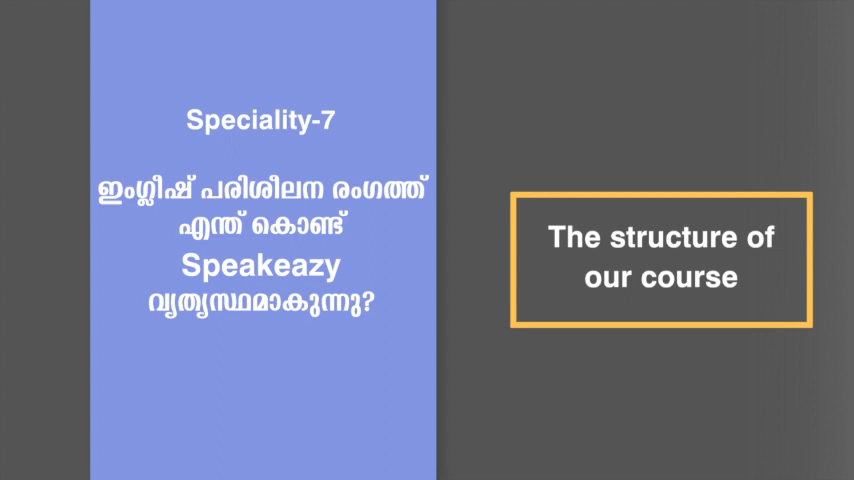 Speciality-7
ഇംഗ്ലീഷ് പരിശീലന രംഗത്ത്
എന്ത് കൊണ്ട്
Speakeazy
വ്യത്യസ്ഥമാകുന്നു?
The structure of
our course